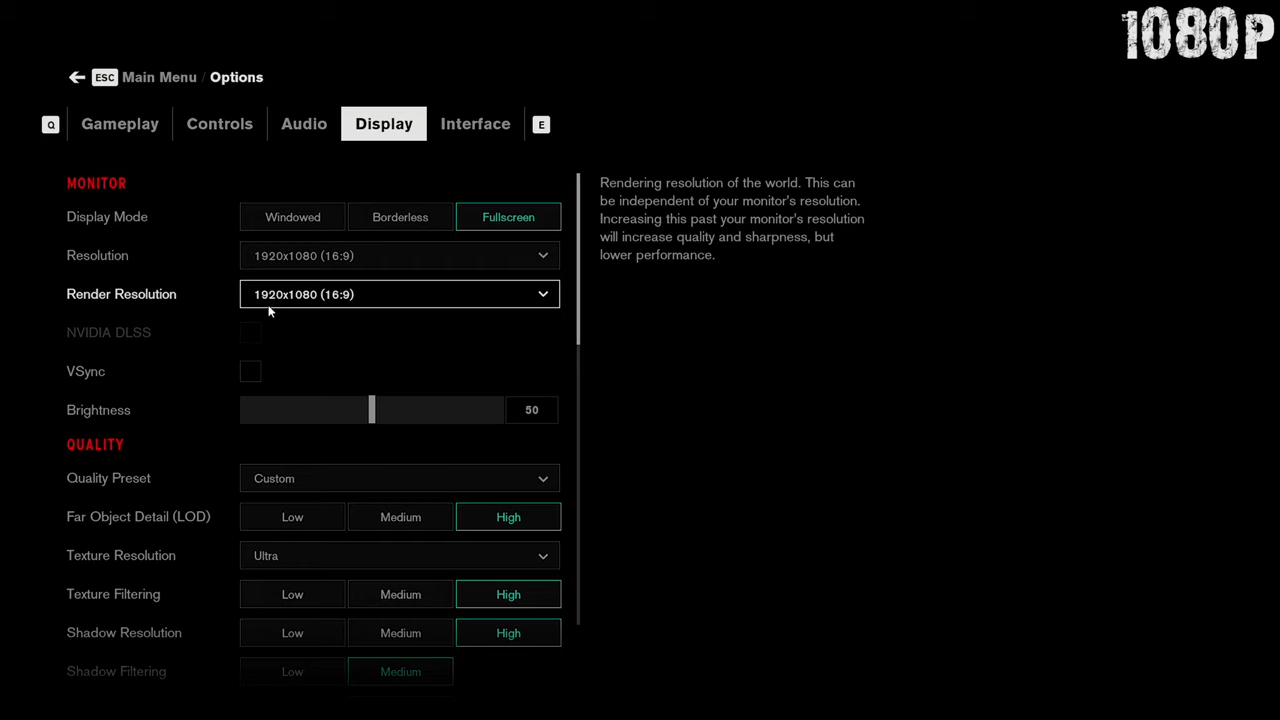 1080P
ESC Main Menu / Options
Q Gameplay Controls Audio Display Interface E
MONITOR
Display Mode Windowed Borderless Fullscreen
Resolution 1920x1080 (16:9)
Render Resolution 1920x1080 (16:9)
NVIDIA DLSS
VSync
Brightness 50
QUALITY
Quality Preset Custom
Far Object Detail (LOD) Low Medium High
Texture Resolution Ultra
Texture Filtering Low Medium High
Shadow Resolution Low Medium High
Shadow Filtering Low Medium
Rendering resolution of the world. This can
be independent of your monitor's resolution.
Increasing this past your monitor's resolution
will increase quality and sharpness, but
lower performance.